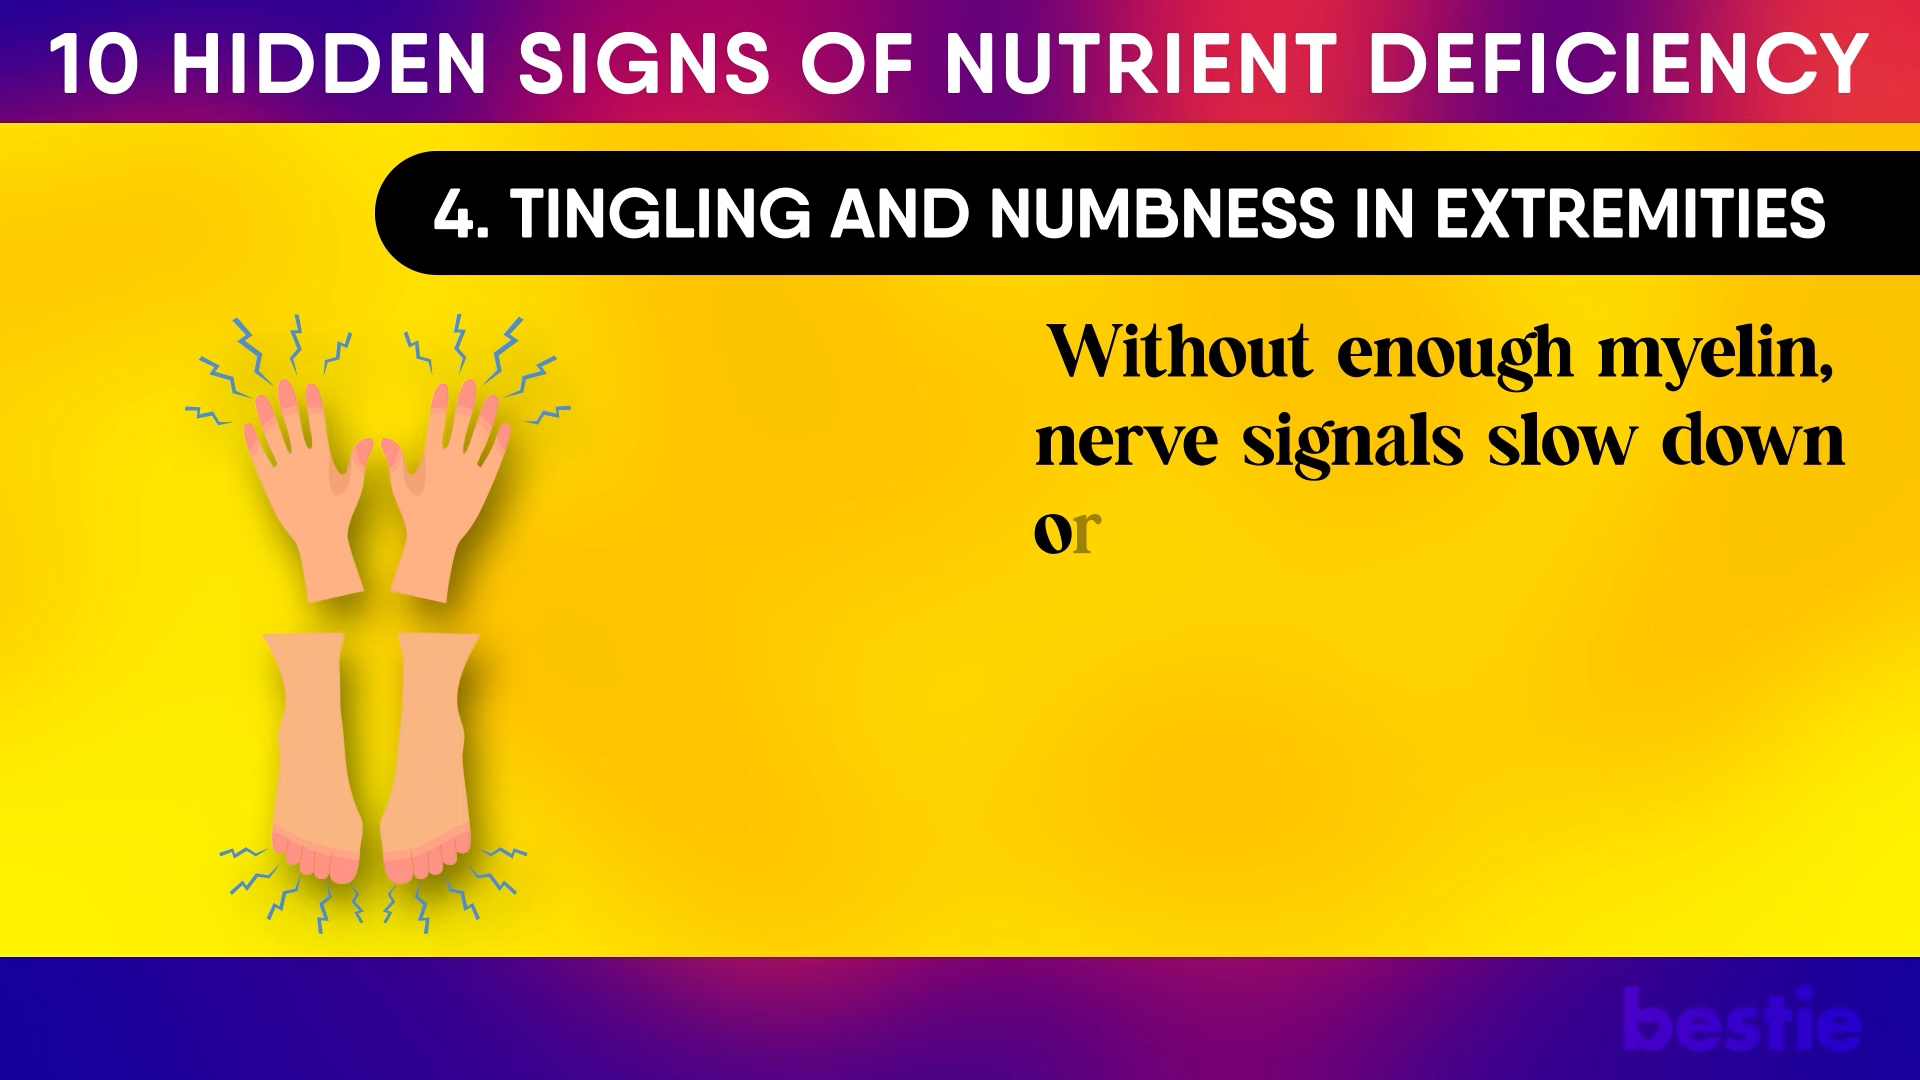 10 HIDDEN SIGNS OF NUTRIENT DEFICIENCY
4. TINGLING AND NUMBNESS IN EXTREMITIES
Without enough myelin,
nerve signals slow down
or
bestie